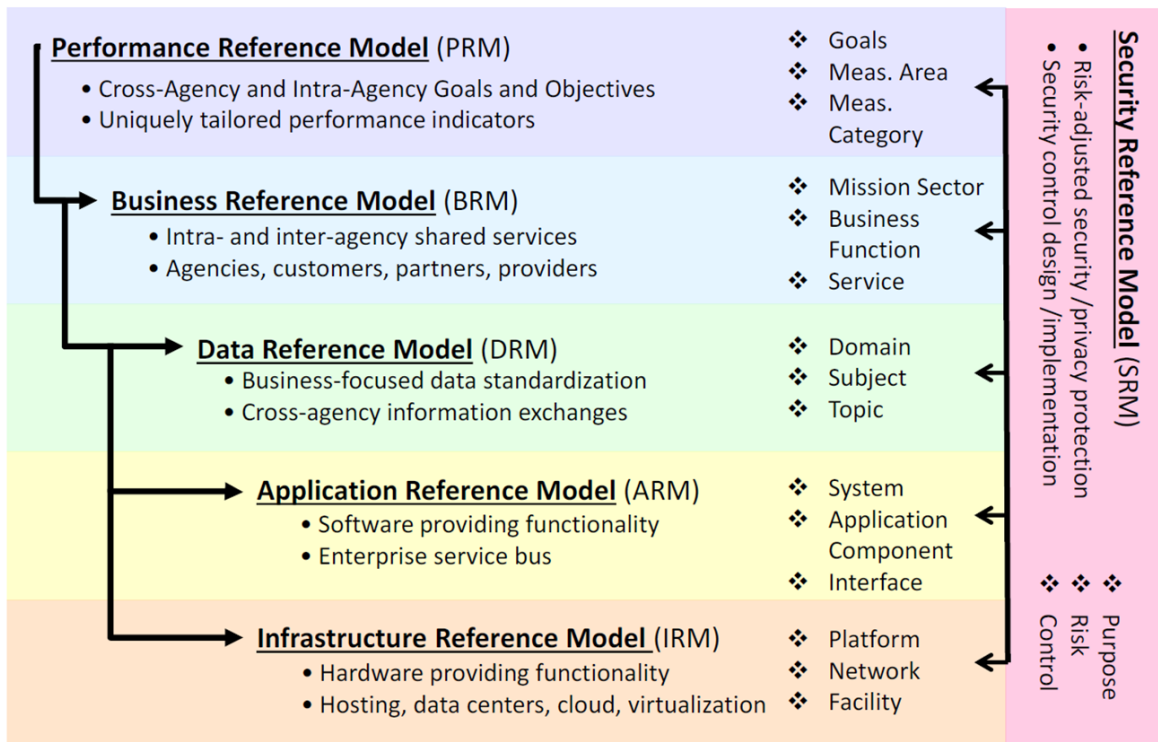 Performance Reference Model (PRM)
• Cross-Agency and Intra-Agency Goals and Objectives
• Uniquely tailored performance indicators
❖ Goals
❖ Meas. Area
❖ Meas.
Category
Business Reference Model (BRM)
• Intra- and inter-agency shared services
• Agencies, customers, partners, providers
❖ Mission Sector
❖ Business
Function
❖ Service
Data Reference Model (DRM)
• Business-focused data standardization
• Cross-agency information exchanges
❖ Domain
❖ Subject
❖ Topic
Application Reference Model (ARM)
• Software providing functionality
• Enterprise service bus
❖ System
❖ Application
Component
❖ Interface
Infrastructure Reference Model (IRM)
• Hardware providing functionality
• Hosting, data centers, cloud, virtualization
❖ Platform
❖ Network
❖ Facility
Security Reference Model (SRM)
• Risk-adjusted security /privacy protection
• Security control design /implementation
❖ Purpose
❖ Risk
❖ Control